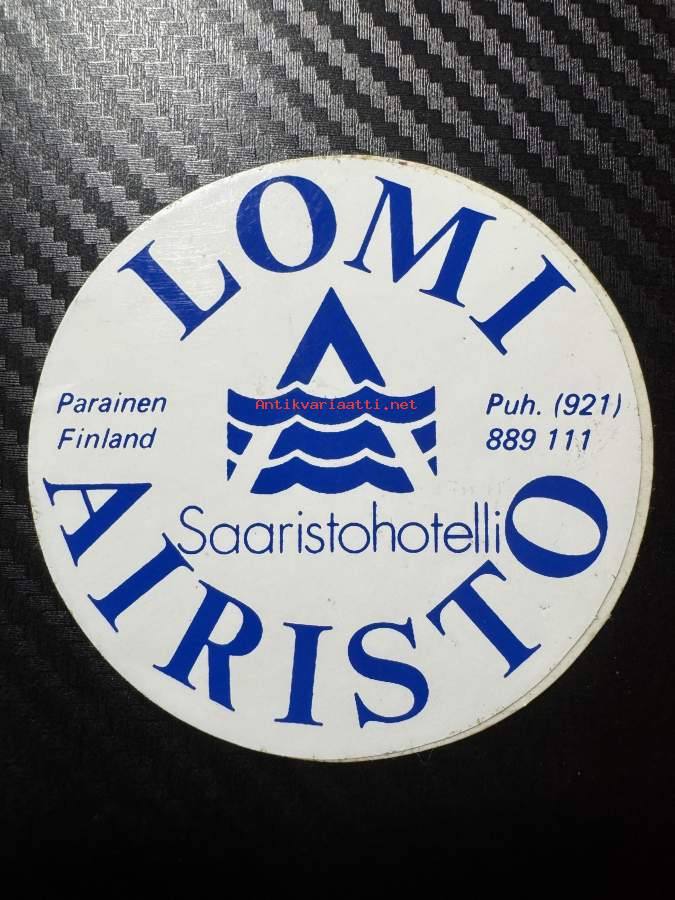 LOMI
Parainen
Finland
Antikvariaatti.net
Puh. (921)
889 111
Saaristohotelli
AIRISTO